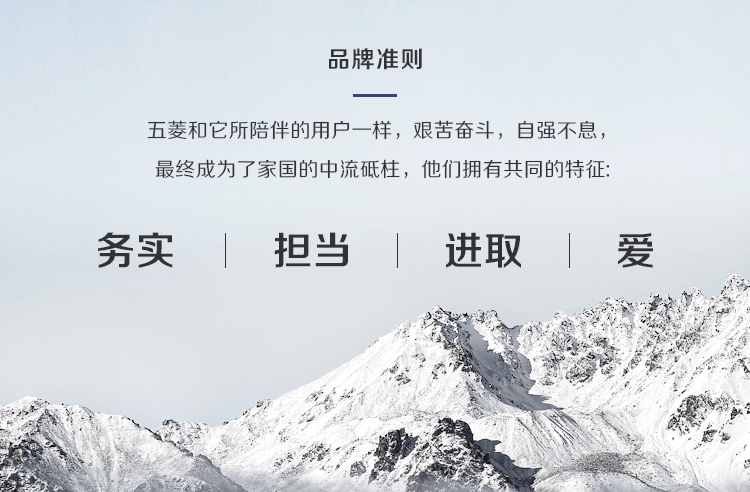 品牌准则
五菱和它所陪伴的用户一样，艰苦奋斗，自强不息，
最终成为了家国的中流砥柱，他们拥有共同的特征:
务实 | 担当 | 进取 | 爱